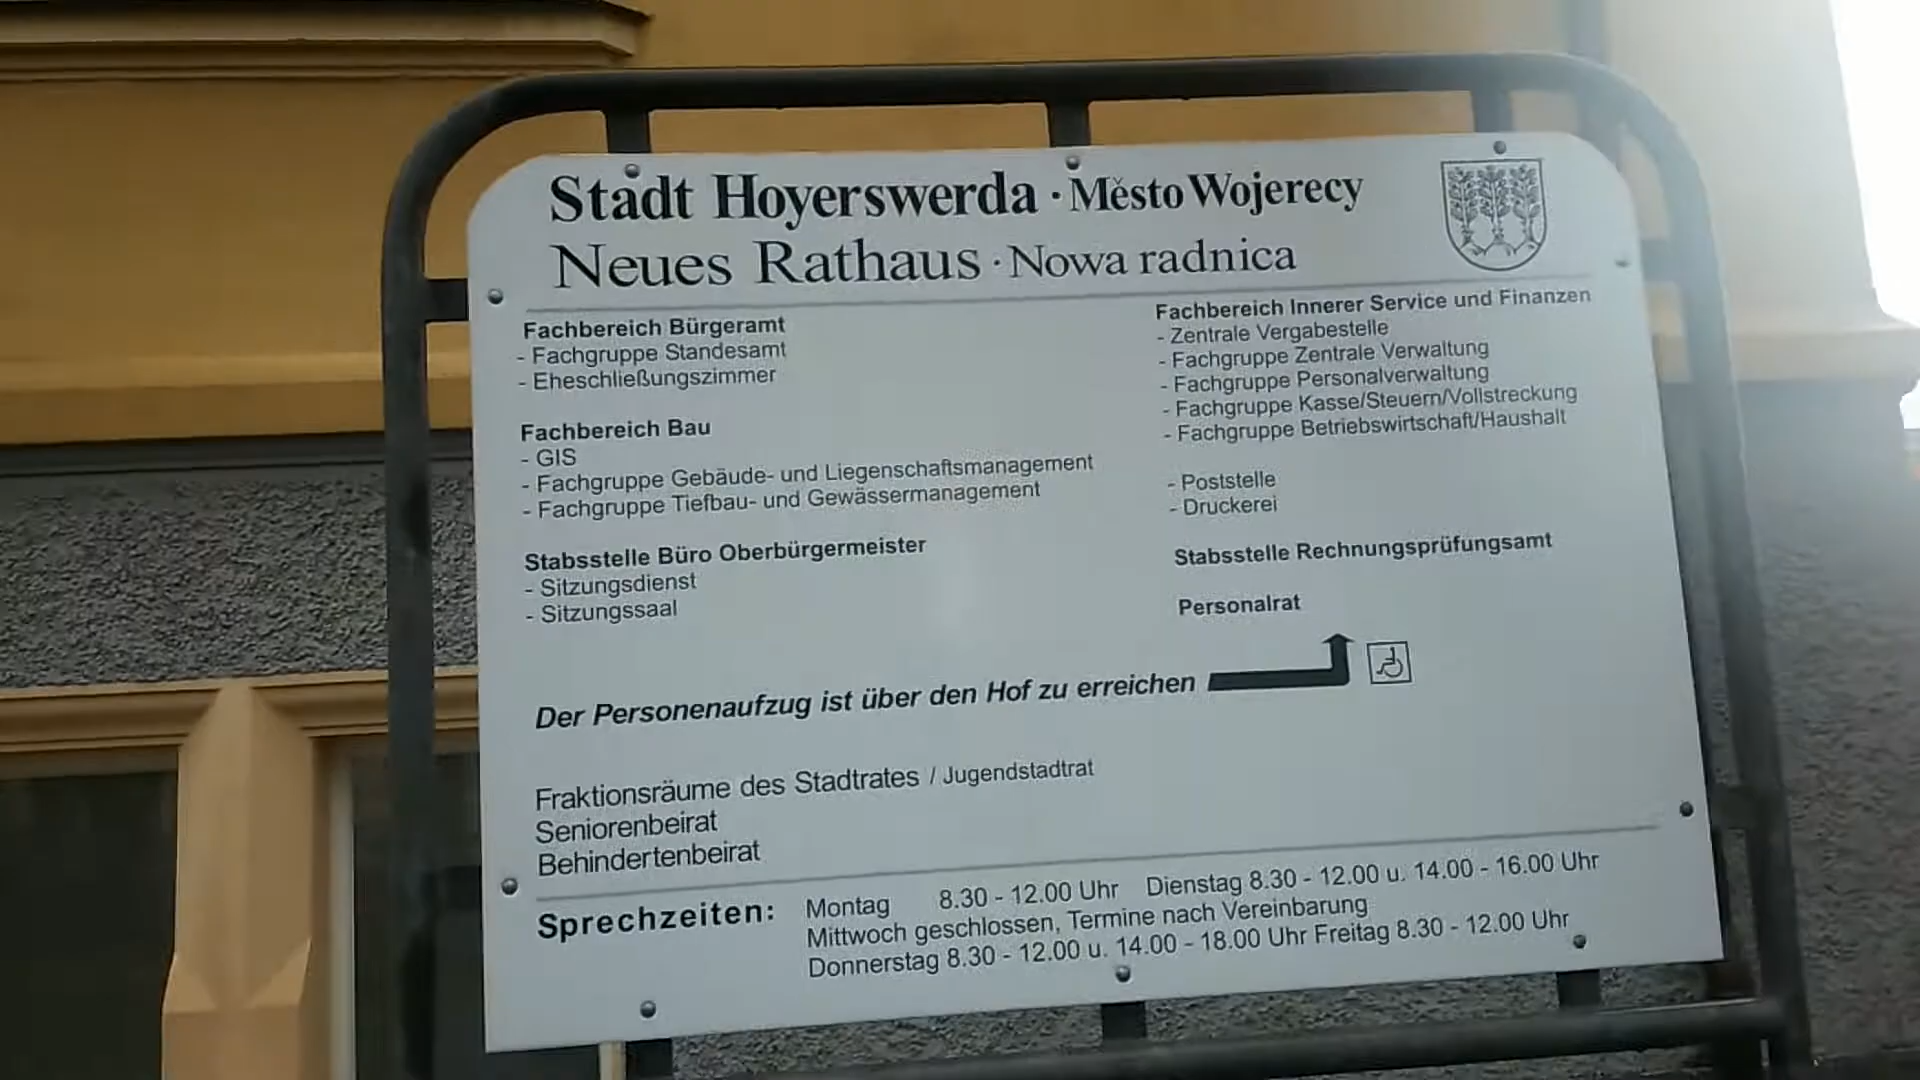 Stadt Hoyerswerda · Město Wojerecy
Neues Rathaus · Nowa radnica
Fachbereich Bürgeramt
- Fachgruppe Standesamt
- Eheschließungszimmer
Fachbereich Bau
- GIS
- Fachgruppe Gebäude- und Liegenschaftsmanagement
- Fachgruppe Tiefbau- und Gewässermanagement
Stabsstelle Büro Oberbürgermeister
- Sitzungsdienst
- Sitzungssaal
Fachbereich Innerer Service und Finanzen
- Zentrale Vergabestelle
- Fachgruppe Zentrale Verwaltung
- Fachgruppe Personalverwaltung
- Fachgruppe Kasse/Steuern/Vollstreckung
- Fachgruppe Betriebswirtschaft/Haushalt
- Poststelle
- Druckerei
Stabsstelle Rechnungsprüfungsamt
Personalrat
Der Personenaufzug ist über den Hof zu erreichen
Fraktionsräume des Stadtrates / Jugendstadtrat
Seniorenbeirat
Behindertenbeirat
Sprechzeiten: Montag 8.30 - 12.00 Uhr Dienstag 8.30 - 12.00 u. 14.00 - 16.00 Uhr
Mittwoch geschlossen, Termine nach Vereinbarung
Donnerstag 8.30 - 12.00 u. 14.00 - 18.00 Uhr Freitag 8.30 - 12.00 Uhr